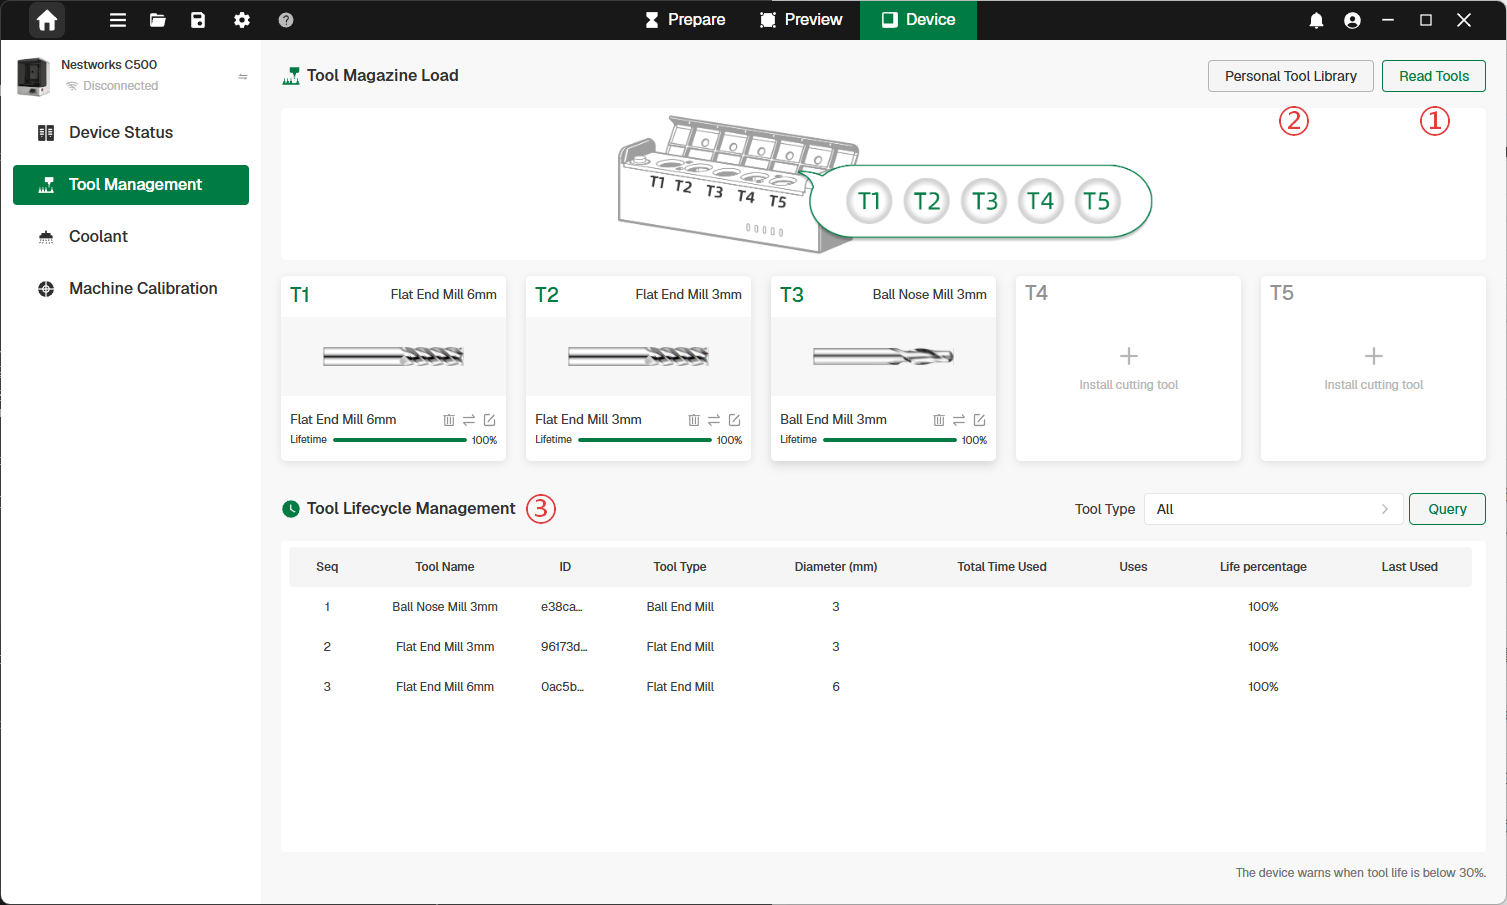 Prepare
Preview
Device
Nestworks C500
Disconnected
Device Status
Tool Management
Coolant
Machine Calibration
Tool Magazine Load
Personal Tool Library
Read Tools
②
①
T1 T2 T3 T4 T5
T1 T2 T3 T4 T5
T1 Flat End Mill 6mm
Flat End Mill 6mm
Lifetime 100%
T2 Flat End Mill 3mm
Flat End Mill 3mm
Lifetime 100%
T3 Ball Nose Mill 3mm
Ball End Mill 3mm
Lifetime 100%
T4
Install cutting tool
T5
Install cutting tool
Tool Lifecycle Management ③
Tool Type All Query
Seq Tool Name ID Tool Type Diameter (mm) Total Time Used Uses Life percentage Last Used
1 Ball Nose Mill 3mm e38ca... Ball End Mill 3 100%
2 Flat End Mill 3mm 96173d... Flat End Mill 3 100%
3 Flat End Mill 6mm 0ac5b... Flat End Mill 6 100%
The device warns when tool life is below 30%.